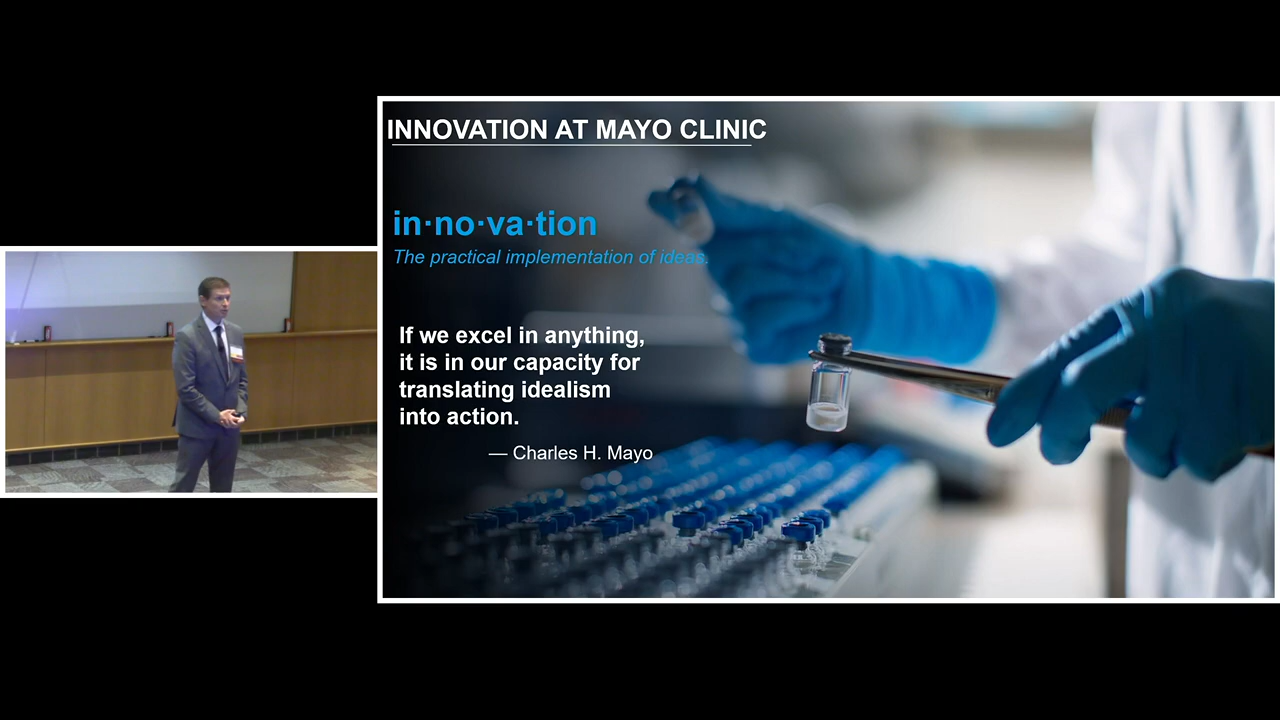 INNOVATION AT MAYO CLINIC
in·no·va·tion
The practical implementation of ideas.
If we excel in anything,
it is in our capacity for
translating idealism
into action.
— Charles H. Mayo